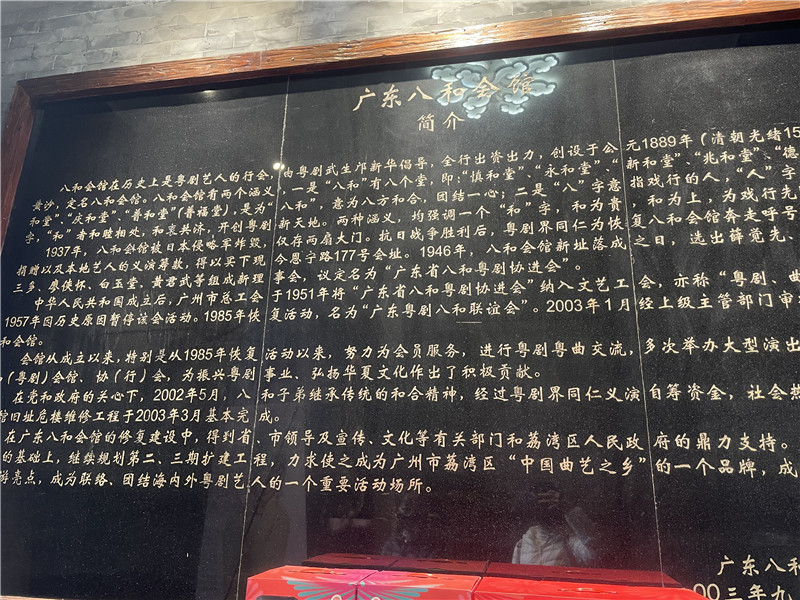 广东八和会馆
简介
八和会馆在历史上是粤剧艺人的行会,由粤剧武生邝新华倡导,全行出资出力,创设于公元1889年(清朝光绪15
黄沙,定名八和会馆。八和会馆有两个涵义,一是“八和”有八个堂,即:“慎和堂”、“永和堂”、“新和堂”、“兆和堂”、“德
和堂”、“庆和堂”、“普和堂”(普福堂),是为八和”,意为八方和合,团结一心;二是“八”字意指戏行的人,“人”字
字,“和”者和睦相处,和衷共济,开创粤剧新天地。两种涵义,均强调一个“和”字,和为贵,和为上,为戏行先
1937年,八和会馆被日本侵略军炸毁,仅存两扇大门。抗日战争胜利后,粤剧界同仁为恢复八和会馆奔走呼号
捐赠以及本地艺人的义演筹款,得以买下现今恩宁路177号会址。1946年,八和会馆新址落成之日,选出薛觉先、
三多、廖侠怀、白玉堂、黄君武等组成新理事会,议定名为“广东省八和粤剧协进会”。
中华人民共和国成立后,广州市总工会于1951年将“广东省八和粤剧协进会”纳入文艺工会,亦称“粤剧、曲
1957年因历史原因暂停该会活动。1985年恢复活动,名为“广东粤剧八和联谊会”。2003年1月经上级主管部门审
和会馆。
会馆从成立以来,特别是从1985年恢复活动以来,努力为会员服务,进行粤剧粤曲交流,多次举办大型演出
(粤剧)会馆、协(行)会,为振兴粤剧事业、弘扬华夏文化作出了积极贡献。
在党和政府的关心下,2002年5月,八和子弟继承传统的和合精神,经过粤剧界同仁义演自筹资金,社会热
馆旧址危楼维修工程于2003年3月基本完成。
在广东八和会馆的修复建设中,得到省、市领导及宣传、文化等有关部门和荔湾区人民政府的鼎力支持。
的基础上,继续规划第二、三期扩建工程,力求使之成为广州市荔湾区“中国曲艺之乡”的一个品牌,成
游亮点,成为联络、团结海内外粤剧艺人的一个重要活动场所。
广东八和
00三年九